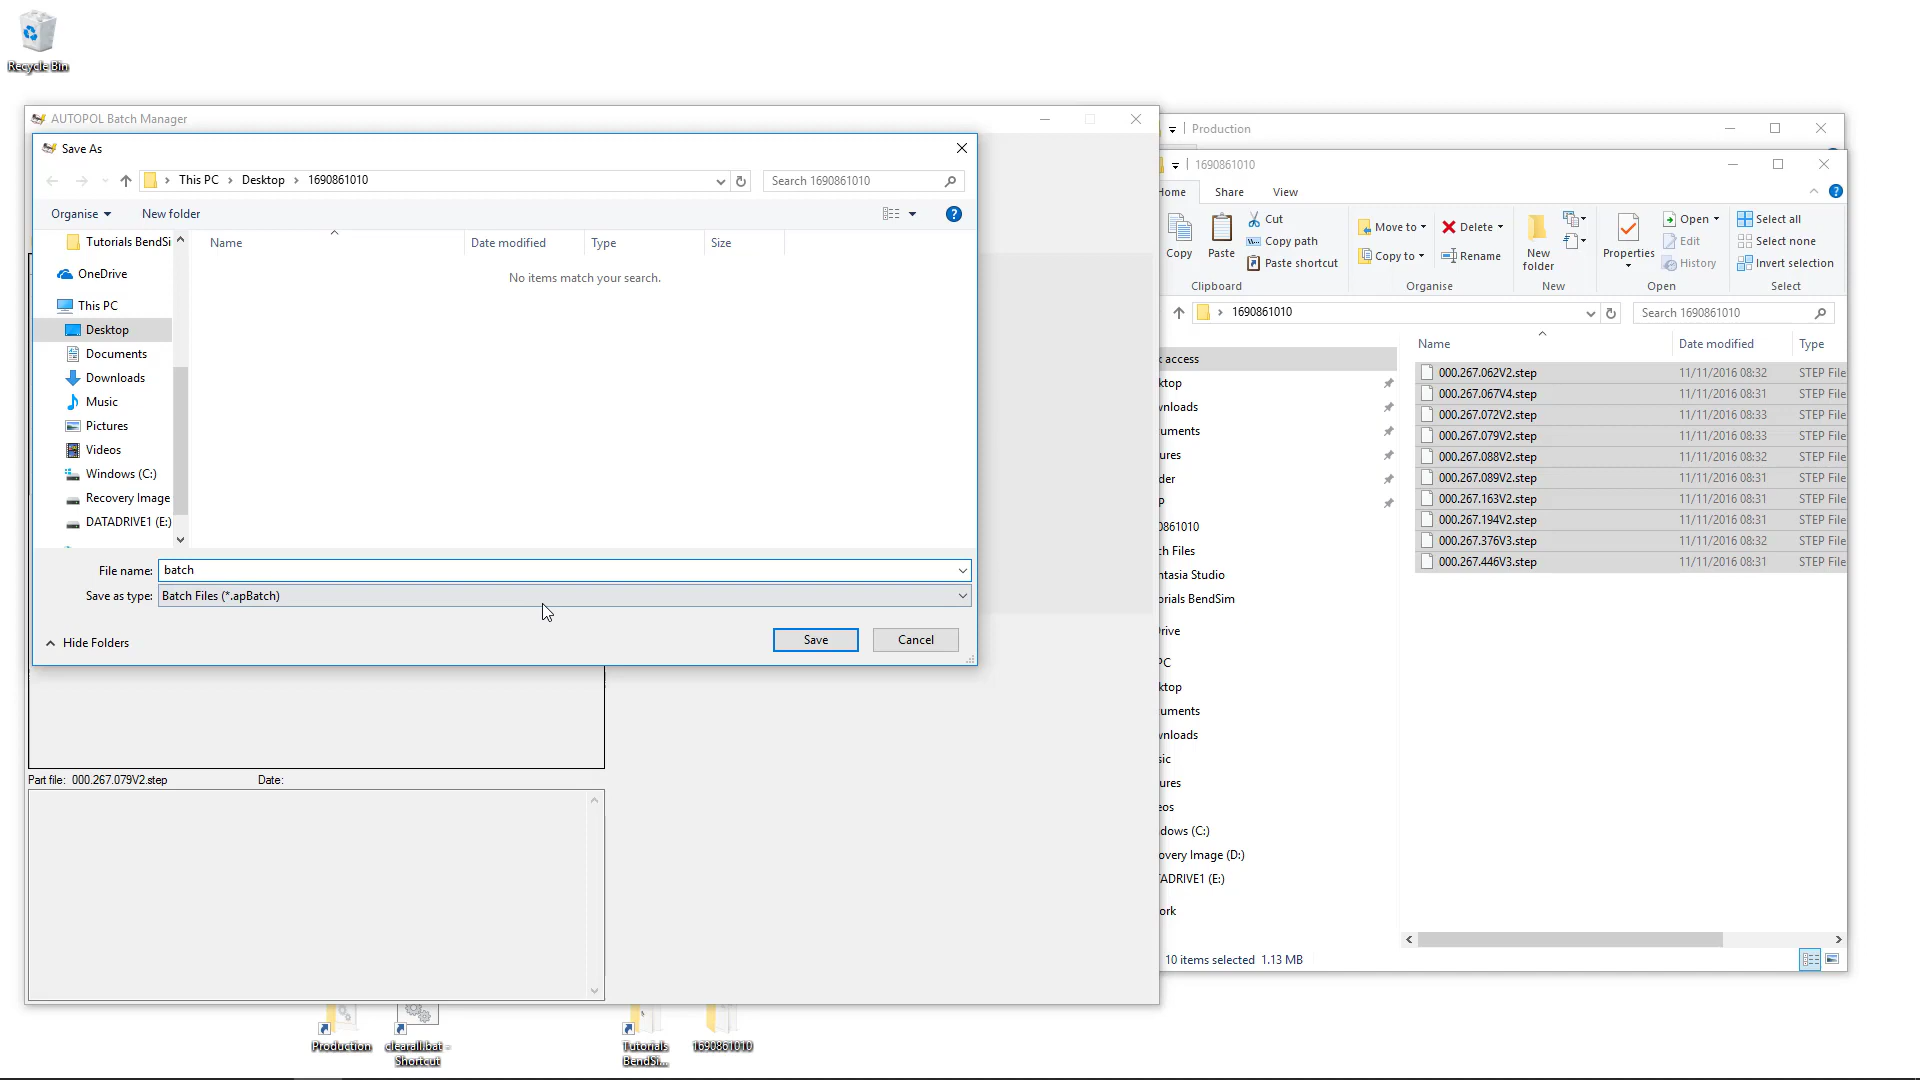 Recycle Bin
AUTOPOL Batch Manager
Save As
This PC > Desktop > 1690861010
Search 1690861010
Organise
New folder
Name
Date modified
Type
Size
No items match your search.
Tutorials BendSi
OneDrive
This PC
Desktop
Documents
Downloads
Music
Pictures
Videos
Windows (C:)
Recovery Image
DATADRIVE1 (E:)
File name: batch
Save as type: Batch Files (*.apBatch)
Hide Folders
Save
Cancel
Part file: 000.267.079V2.step
Date:
Production
clearall.bat - Shortcut
Tutorials BendSi...
1690861010
Production
1690861010
ome
Share
View
Copy
Paste
Cut
Copy path
Paste shortcut
Clipboard
Move to
Copy to
Delete
Rename
Organise
New folder
New
Properties
Open
Edit
History
Open
Select all
Select none
Invert selection
Select
> 1690861010
Search 1690861010
Name
Date modified
Type
000.267.062V2.step 11/11/2016 08:32 STEP File
000.267.067V4.step 11/11/2016 08:31 STEP File
000.267.072V2.step 11/11/2016 08:33 STEP File
000.267.079V2.step 11/11/2016 08:33 STEP File
000.267.088V2.step 11/11/2016 08:32 STEP File
000.267.089V2.step 11/11/2016 08:31 STEP File
000.267.163V2.step 11/11/2016 08:31 STEP File
000.267.194V2.step 11/11/2016 08:31 STEP File
000.267.376V3.step 11/11/2016 08:32 STEP File
000.267.446V3.step 11/11/2016 08:31 STEP File
k access
ktop
wnloads
uments
ures
der
0861010
ch Files
ntasia Studio
orials BendSim
Drive
PC
ktop
uments
wnloads
sic
ures
eos
dows (C:)
overy Image (D:)
TADRIVE1 (E:)
ork
10 items selected 1.13 MB